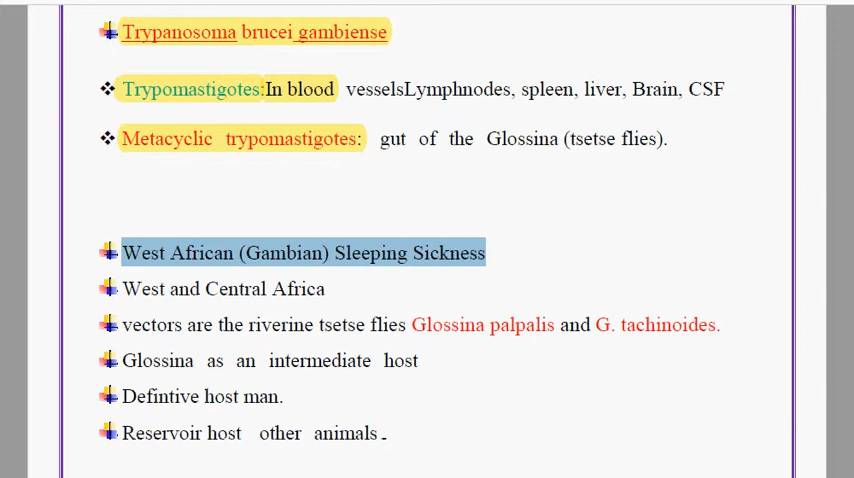 Trypanosoma brucei gambiense
Trypomastigotes:In blood vesselsLymphnodes, spleen, liver, Brain, CSF
Metacyclic trypomastigotes: gut of the Glossina (tsetse flies).
West African (Gambian) Sleeping Sickness
West and Central Africa
vectors are the riverine tsetse flies Glossina palpalis and G. tachinoides.
Glossina as an intermediate host
Defintive host man.
Reservoir host other animals.